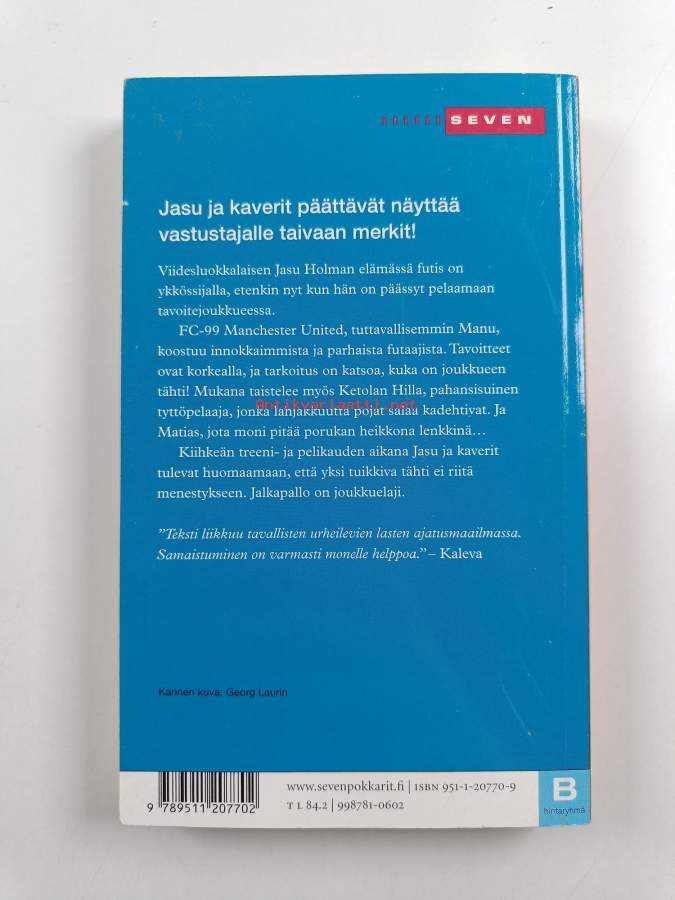 SEVEN
Jasu ja kaverit päättävät näyttää
vastustajalle taivaan merkit!
Viidesluokkalaisen Jasu Holman elämässä futis on
ykkössijalla, etenkin nyt kun hän on päässyt pelaamaan
tavoitejoukkueessa.
FC-99 Manchester United, tuttavallisemmin Manu,
koostuu innokkaimmista ja parhaista futaajista. Tavoitteet
ovat korkealla, ja tarkoitus on katsoa, kuka on joukkueen
tähti! Mukana taistelee myös Ketolan Hilla, pahansisuinen
Antikvariaatti.net
tyttöpelaaja, jonka lahjakkuutta pojat salaa kadehtivat. Ja
Matias, jota moni pitää porukan heikkona lenkkinä…
Kiihkeän treeni- ja pelikauden aikana Jasu ja kaverit
tulevat huomaamaan, että yksi tuikkiva tähti ei riitä
menestykseen. Jalkapallo on joukkuelaji.
”Teksti liikkuu tavallisten urheilevien lasten ajatusmaailmassa.
Samaistuminen on varmasti monelle helppoa.” – Kaleva
Kannen kuva: Georg Laurin
www.sevenpokkarit.fi | ISBN 951-1-20770-9
T L 84.2 | 998781-0602
9 789511 207702
B
hintaryhmä